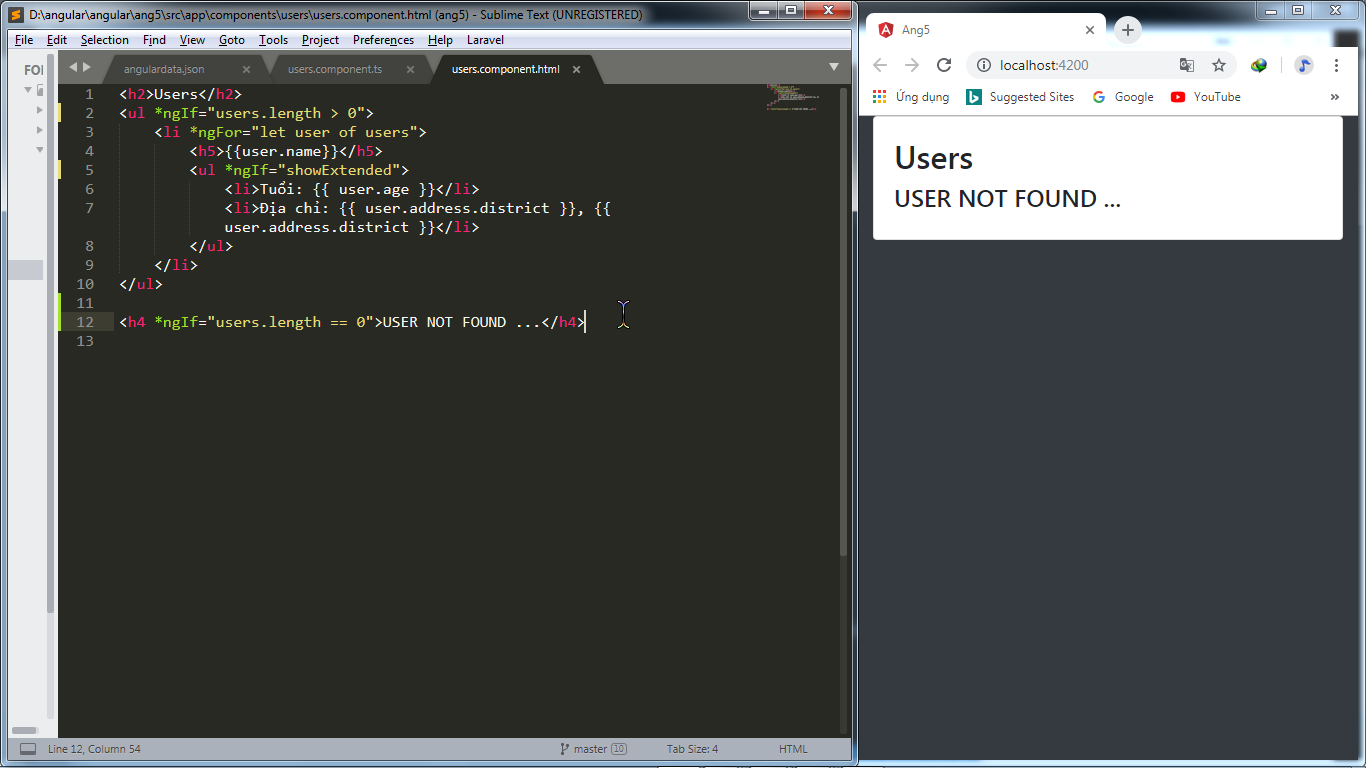 D:\angular\angular\ang5\src\app\components\users\users.component.html (ang5) - Sublime Text (UNREGISTERED)
File Edit Selection Find View Goto Tools Project Preferences Help Laravel
FOI
angulardata.json
users.component.ts
users.component.html
1 <h2>Users</h2>
2 <ul *ngIf="users.length > 0">
3 <li *ngFor="let user of users">
4 <h5>{{user.name}}</h5>
5 <ul *ngIf="showExtended">
6 <li>Tuổi: {{ user.age }}</li>
7 <li>Địa chỉ: {{ user.address.district }}, {{
user.address.district }}</li>
8 </ul>
9 </li>
10 </ul>
11
12 <h4 *ngIf="users.length == 0">USER NOT FOUND ...</h4>
13
Line 12, Column 54
master 10
Tab Size: 4
HTML
Ang5
localhost:4200
Ứng dụng
Suggested Sites
Google
YouTube
»
Users
USER NOT FOUND ...